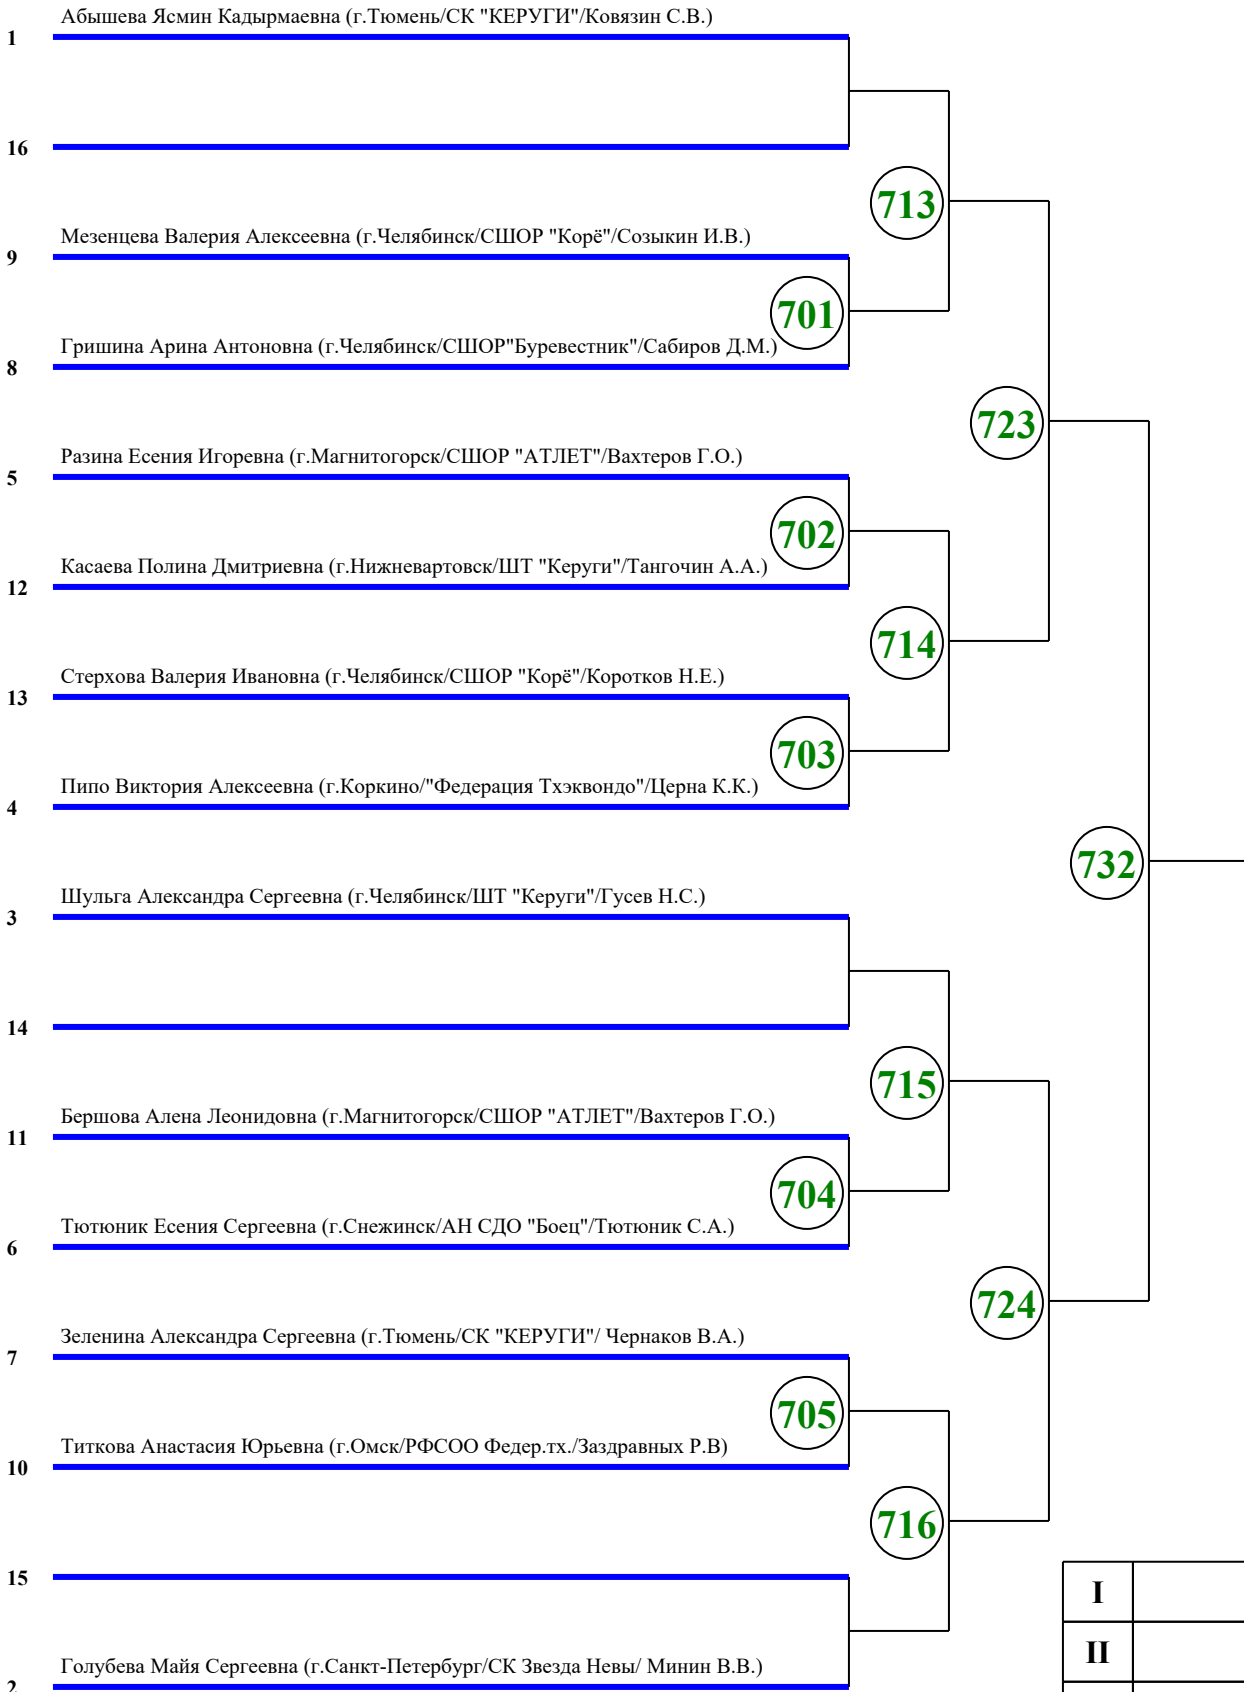 Абышева Ясмин Кадырмаевна (г.Тюмень/СК "КЕРУГИ"/Ковязин С.В.)
1
16
713
Мезенцева Валерия Алексеевна (г.Челябинск/СШОР "Корё"/Созыкин И.В.)
9
701
Гришина Арина Антоновна (г.Челябинск/СШОР"Буревестник"/Сабиров Д.М.)
8
723
Разина Есения Игоревна (г.Магнитогорск/СШОР "АТЛЕТ"/Вахтеров Г.О.)
5
702
Касаева Полина Дмитриевна (г.Нижневартовск/ШТ "Керуги"/Тангочин А.А.)
12
714
Стерхова Валерия Ивановна (г.Челябинск/СШОР "Корё"/Коротков Н.Е.)
13
703
Пипо Виктория Алексеевна (г.Коркино/"Федерация Тхэквондо"/Церна К.К.)
4
732
Шульга Александра Сергеевна (г.Челябинск/ШТ "Керуги"/Гусев Н.С.)
3
14
715
Бершова Алена Леонидовна (г.Магнитогорск/СШОР "АТЛЕТ"/Вахтеров Г.О.)
11
704
Тютюник Есения Сергеевна (г.Снежинск/АН СДО "Боец"/Тютюник С.А.)
6
724
Зеленина Александра Сергеевна (г.Тюмень/СК "КЕРУГИ"/ Чернаков В.А.)
7
705
Титкова Анастасия Юрьевна (г.Омск/РФСОО Федер.тх./Заздравных Р.В)
10
716
15
I
II
Голубева Майя Сергеевна (г.Санкт-Петербург/СК Звезда Невы/ Минин В.В.)
2